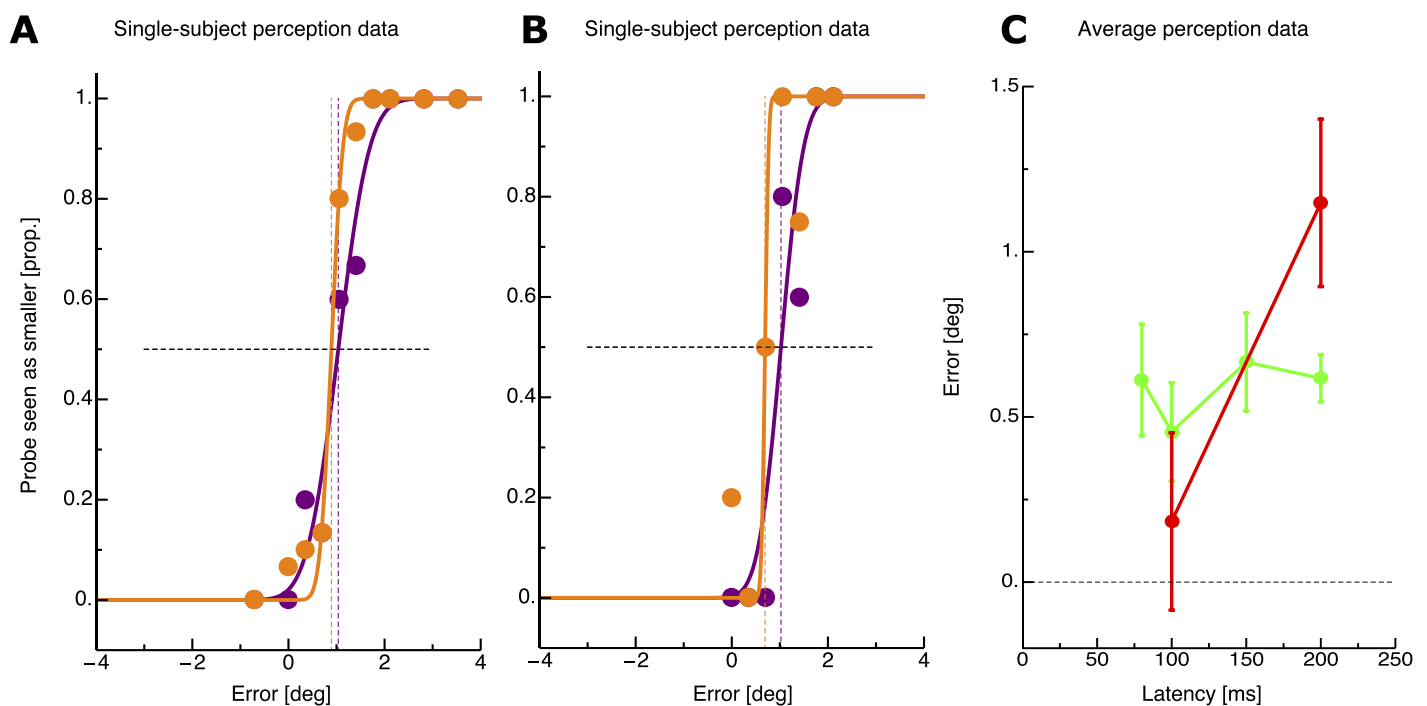 A Single-subject perception data
B Single-subject perception data
C Average perception data
Probe seen as smaller [prop.]
1.
0.8
0.6
0.4
0.2
0.
−4 −2 0 2 4
Error [deg]
1.
0.8
0.6
0.4
0.2
0.
−4 −2 0 2 4
Error [deg]
Error [deg]
1.5
1.
0.5
0.
0 50 100 150 200 250
Latency [ms]